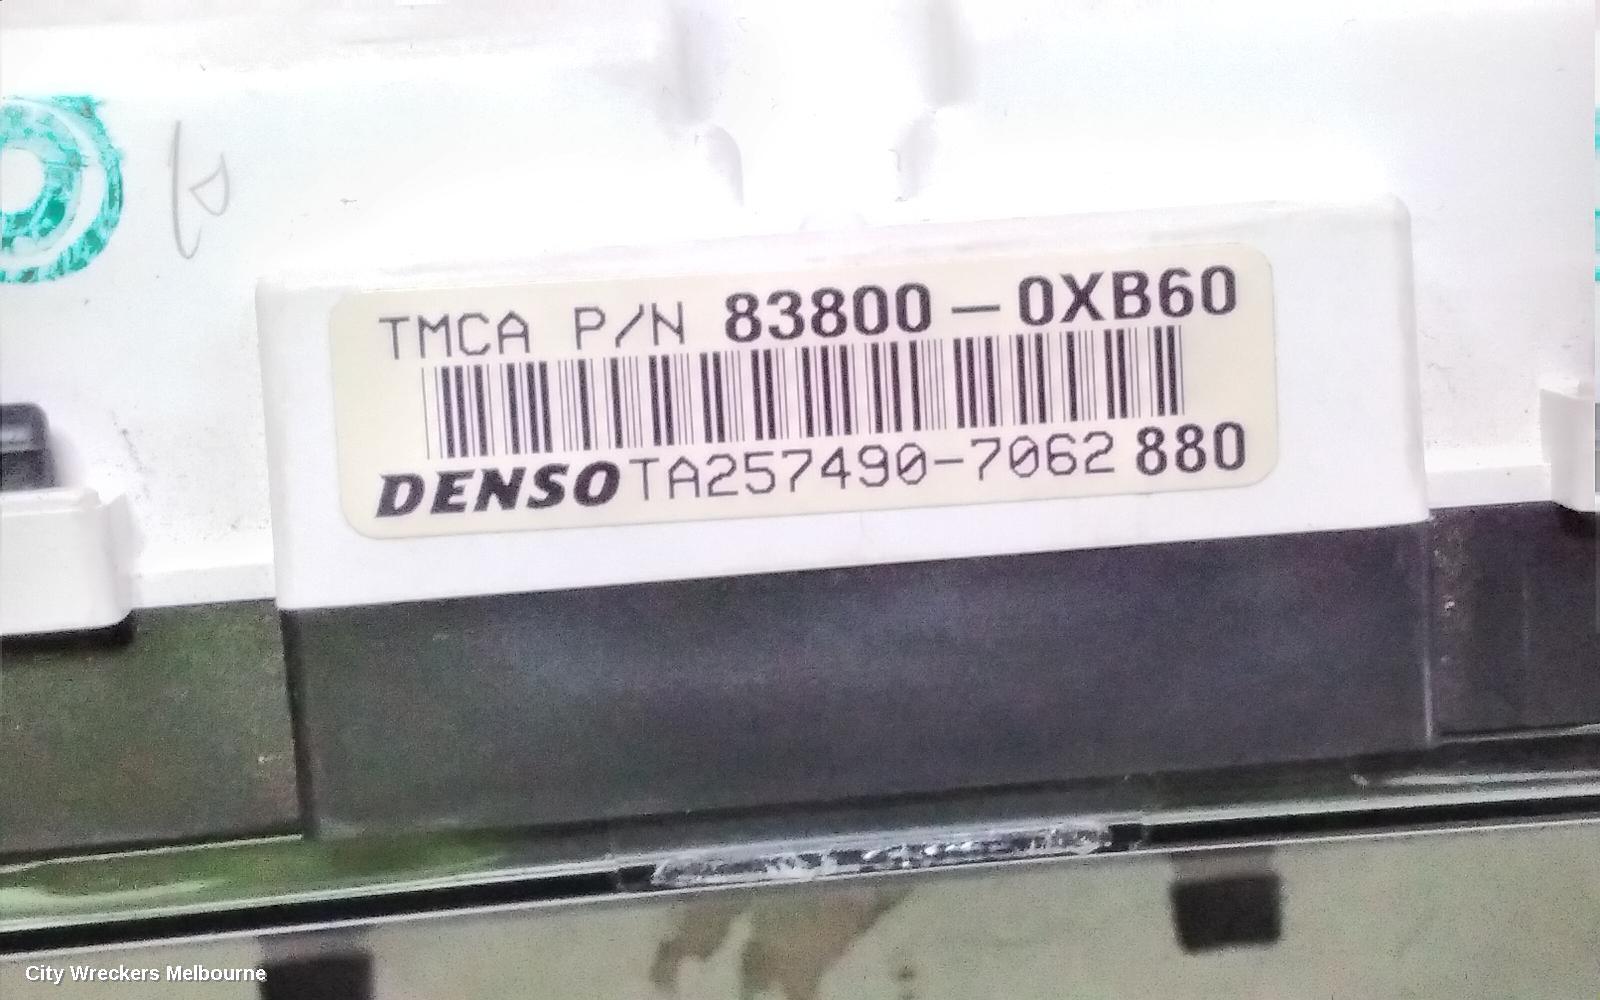 TMCA P/N 83800-0XB60
DENSO TA257490-7062 880
City Wreckers Melbourne